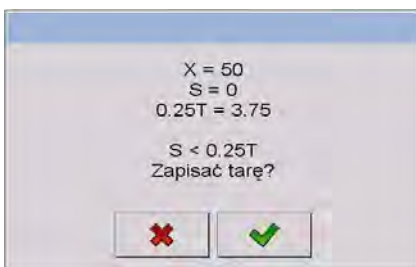 X = 50
S = 0
0.25T = 3.75
S < 0.25T
Zapisać tarę?